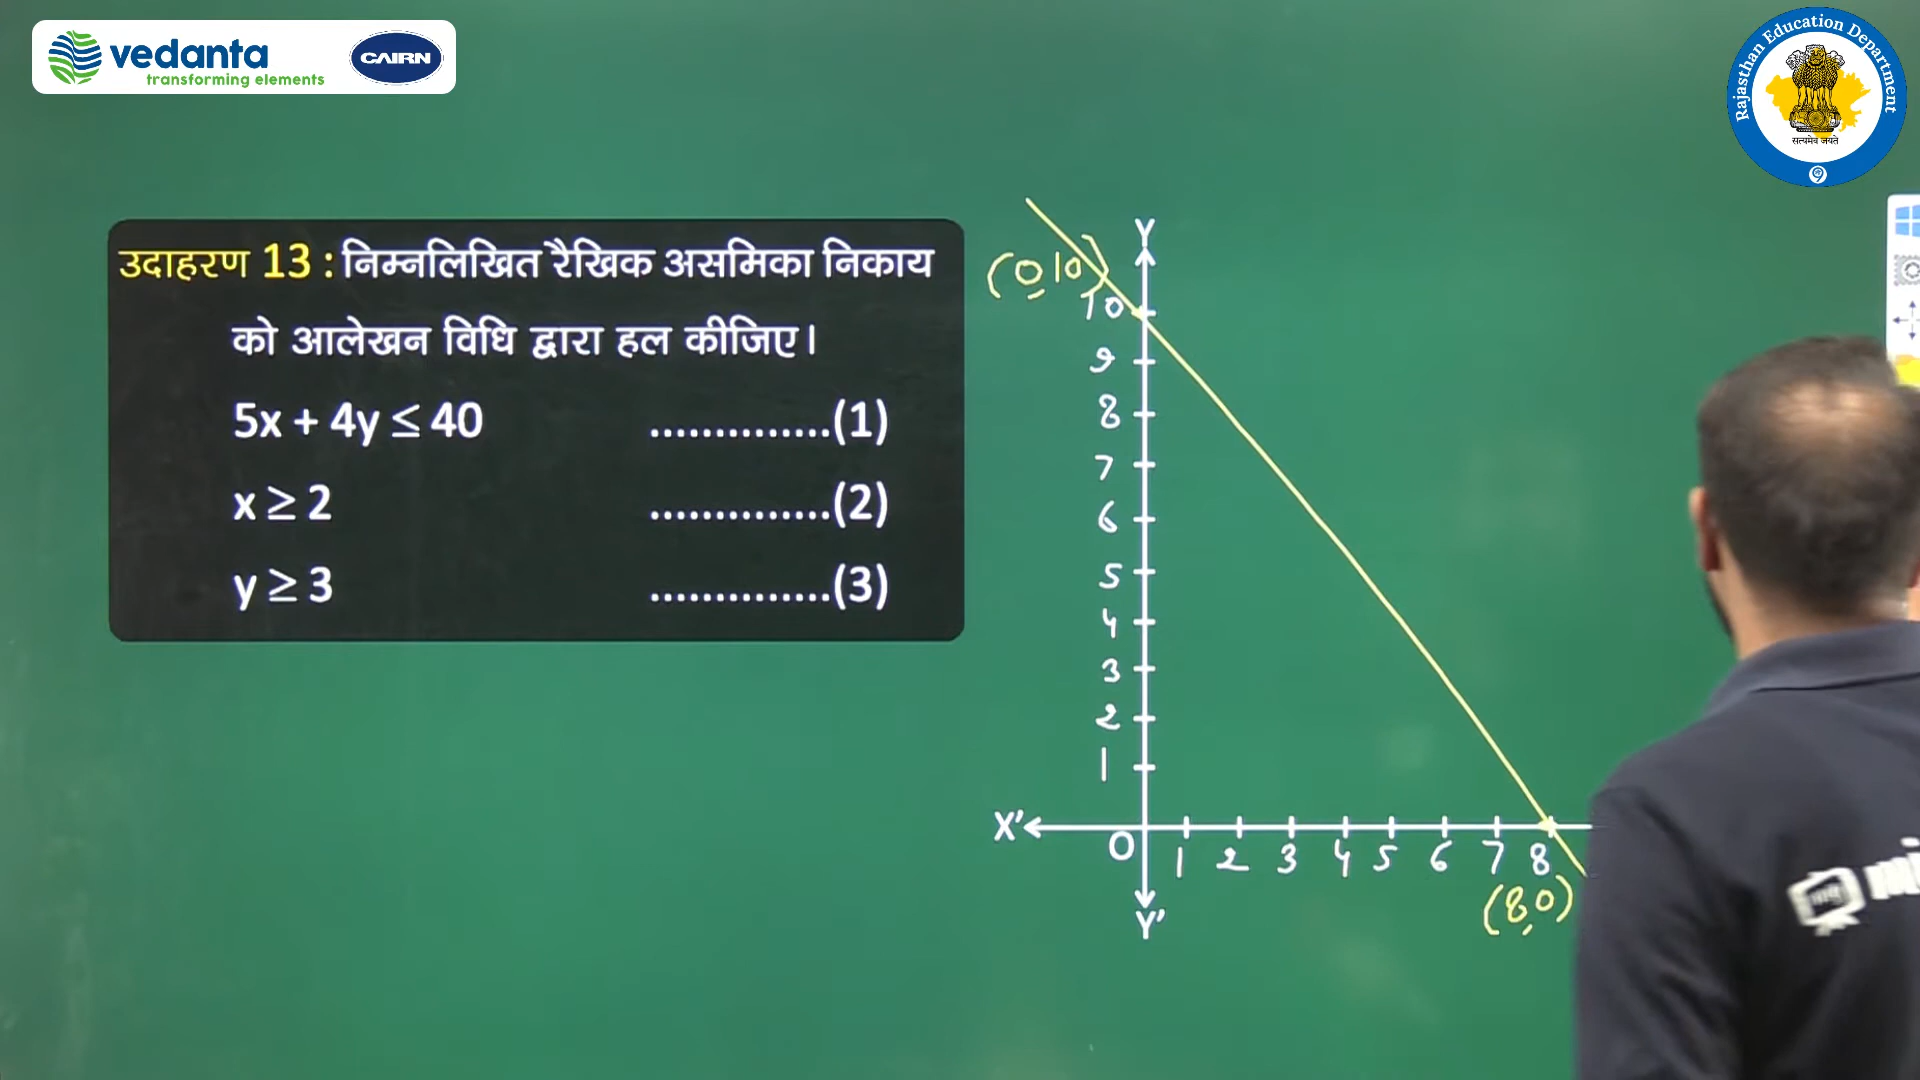 vedanta
transforming elements
CAIRN
Rajasthan Education Department
सत्यमेव जयते
उदाहरण 13 : निम्नलिखित रैखिक असमिका निकाय
को आलेखन विधि द्वारा हल कीजिए।
5x + 4y ≤ 40 ..............(1)
x ≥ 2 ..............(2)
y ≥ 3 ..............(3)
Y
(0,10)
10
9
8
7
6
5
4
3
2
1
X' O 1 2 3 4 5 6 7 8
(8,0)
Y'